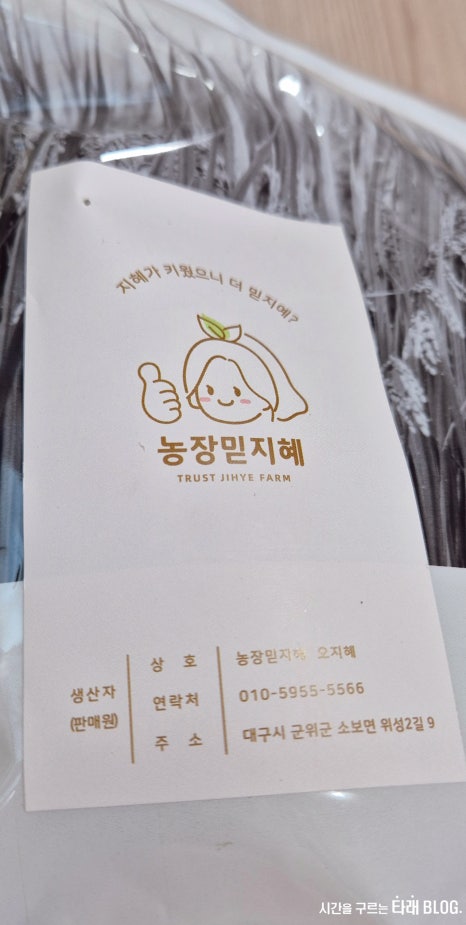 지혜가 키웠으니 더 믿지예?
농장믿지혜
TRUST JIHYE FARM
생산자
(판매원)
상 호 농장믿지혜 오지혜
연락처 010-5955-5566
주 소 대구시 군위군 소보면 위성2길 9
시간을 구르는 타래 BLOG.